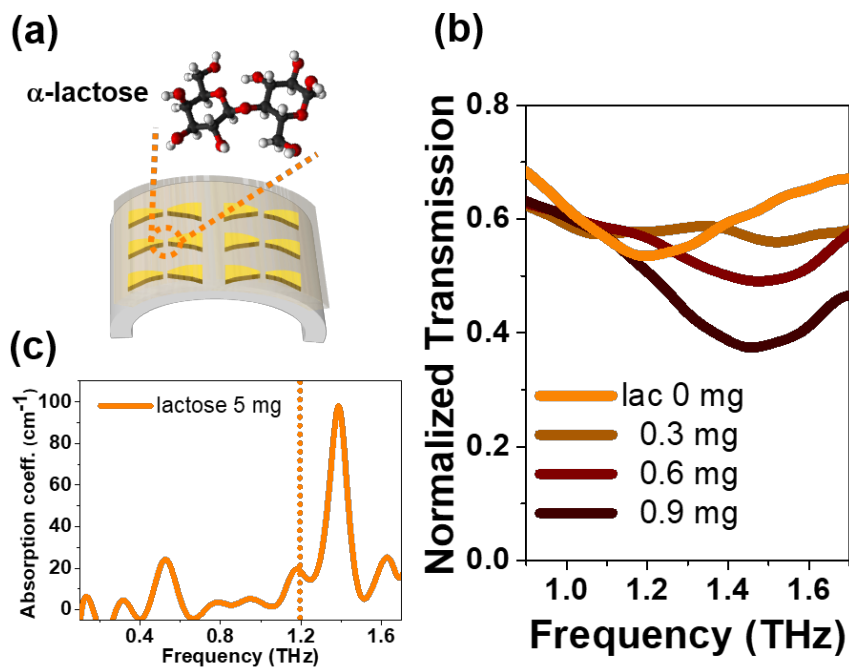 (a)
α-lactose
(b)
Normalized Transmission
0.8
0.6
0.4
0.2
0.0
lac 0 mg
0.3 mg
0.6 mg
0.9 mg
1.0 1.2 1.4 1.6
Frequency (THz)
(c)
Absorption coeff. (cm⁻¹)
100
80
60
40
20
0
lactose 5 mg
0.4 0.8 1.2 1.6
Frequency (THz)